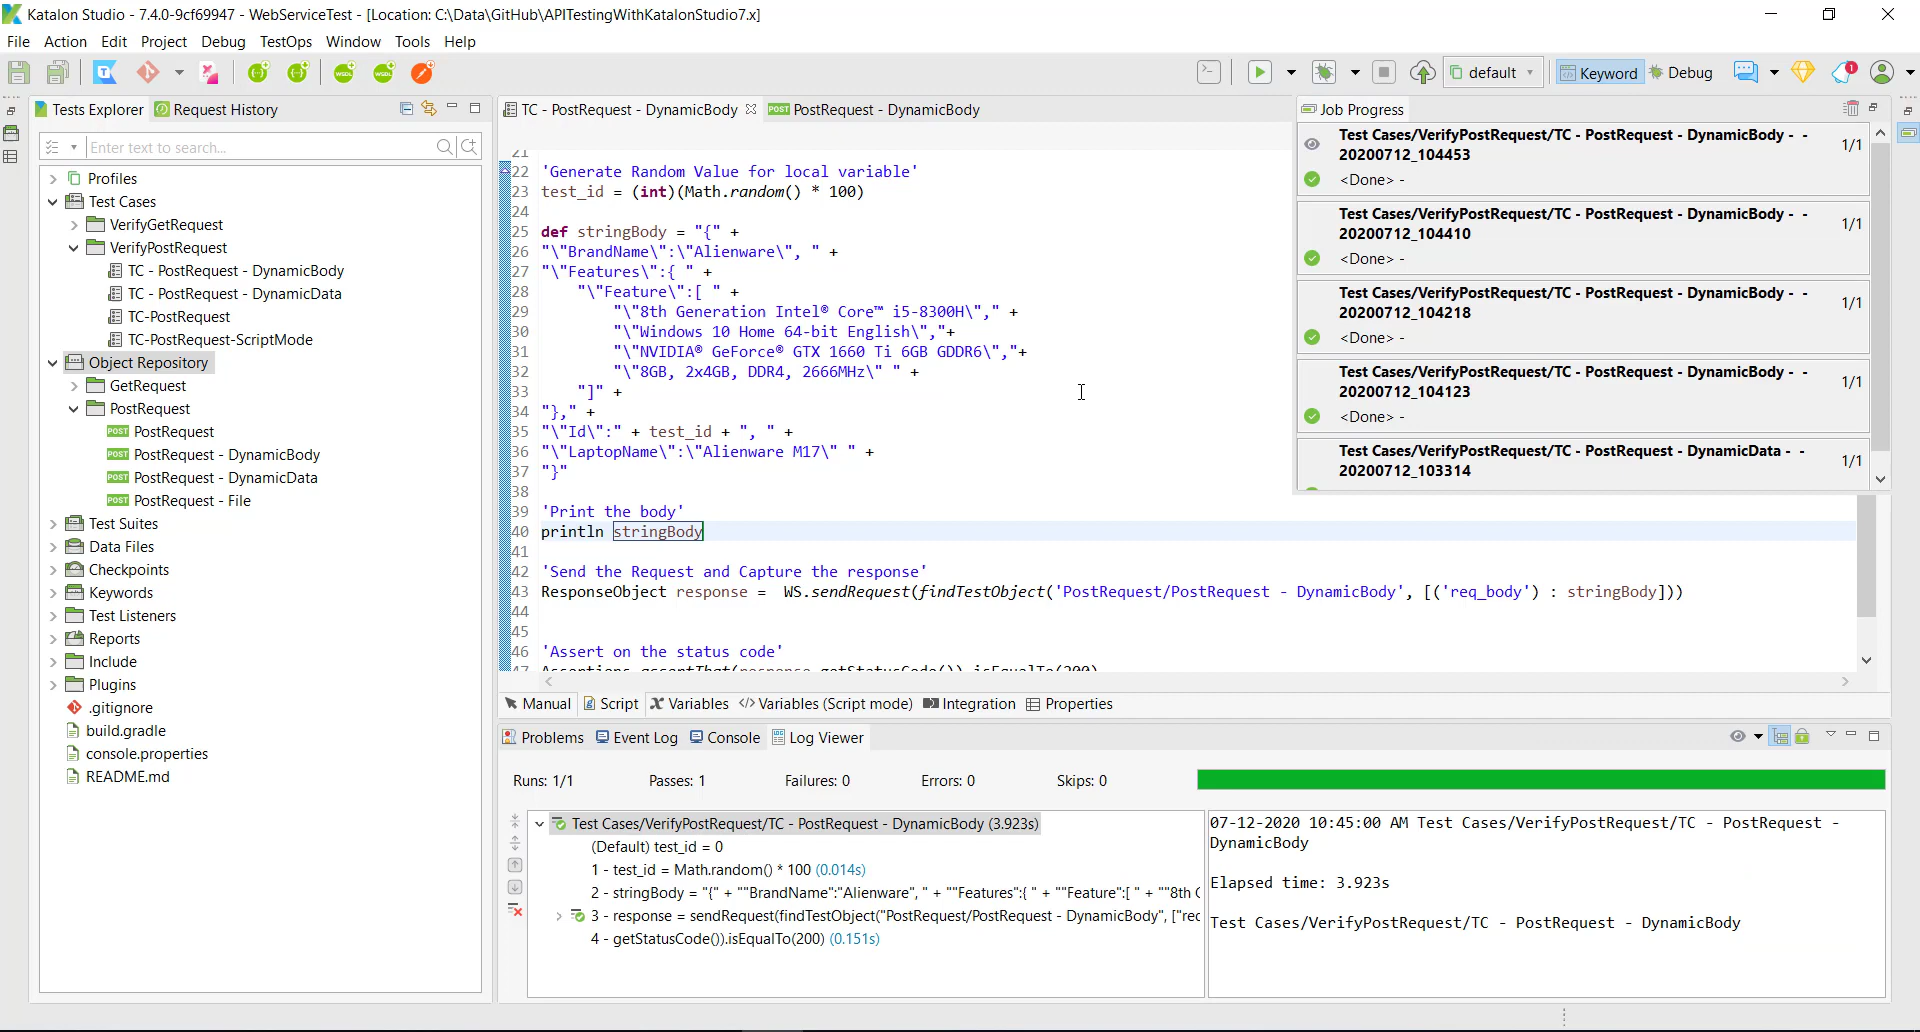 Katalon Studio - 7.4.0-9cf69947 - WebServiceTest - [Location: C:\Data\GitHub\APITestingWithKatalonStudio7.x]
File Action Edit Project Debug TestOps Window Tools Help
default
Keyword
Debug
1
Tests Explorer
Request History
Enter text to search...
Profiles
Test Cases
VerifyGetRequest
VerifyPostRequest
TC - PostRequest - DynamicBody
TC - PostRequest - DynamicData
TC-PostRequest
TC-PostRequest-ScriptMode
Object Repository
GetRequest
PostRequest
POST PostRequest
POST PostRequest - DynamicBody
POST PostRequest - DynamicData
POST PostRequest - File
Test Suites
Data Files
Checkpoints
Keywords
Test Listeners
Reports
Include
Plugins
.gitignore
build.gradle
console.properties
README.md
TC - PostRequest - DynamicBody
POST PostRequest - DynamicBody
21
22 'Generate Random Value for local variable'
23 test_id = (int)(Math.random() * 100)
24
25 def stringBody = "{" +
26 "\"BrandName\":\"Alienware\", " +
27 "\"Features\":{ " +
28 "\"Feature\":[ " +
29 "\"8th Generation Intel® Core™ i5-8300H\"," +
30 "\"Windows 10 Home 64-bit English\","+
31 "\"NVIDIA® GeForce® GTX 1660 Ti 6GB GDDR6\","+
32 "\"8GB, 2x4GB, DDR4, 2666MHz\" " +
33 "]" +
34 "}," +
35 "\"Id\":" + test_id + ", " +
36 "\"LaptopName\":\"Alienware M17\" " +
37 "}"
38
39 'Print the body'
40 println stringBody
41
42 'Send the Request and Capture the response'
43 ResponseObject response =  WS.sendRequest(findTestObject('PostRequest/PostRequest - DynamicBody', [('req_body') : stringBody]))
44
45
46 'Assert on the status code'
47 Assertions.assertThat(response.getStatusCode()).isEqualTo(200)
Job Progress
Test Cases/VerifyPostRequest/TC - PostRequest - DynamicBody - -
20200712_104453
1/1
<Done> -
Test Cases/VerifyPostRequest/TC - PostRequest - DynamicBody - -
20200712_104410
1/1
<Done> -
Test Cases/VerifyPostRequest/TC - PostRequest - DynamicBody - -
20200712_104218
1/1
<Done> -
Test Cases/VerifyPostRequest/TC - PostRequest - DynamicBody - -
20200712_104123
1/1
<Done> -
Test Cases/VerifyPostRequest/TC - PostRequest - DynamicData - -
20200712_103314
1/1
Manual Script Variables Variables (Script mode) Integration Properties
Problems Event Log Console Log Viewer
Runs: 1/1 Passes: 1 Failures: 0 Errors: 0 Skips: 0
Test Cases/VerifyPostRequest/TC - PostRequest - DynamicBody (3.923s)
(Default) test_id = 0
1 - test_id = Math.random() * 100 (0.014s)
2 - stringBody = "{" + ""BrandName":"Alienware", " + ""Features":{ " + ""Feature":[ " + ""8th
3 - response = sendRequest(findTestObject("PostRequest/PostRequest - DynamicBody", ["rec
4 - getStatusCode()).isEqualTo(200) (0.151s)
07-12-2020 10:45:00 AM Test Cases/VerifyPostRequest/TC - PostRequest -
DynamicBody
Elapsed time: 3.923s
Test Cases/VerifyPostRequest/TC - PostRequest - DynamicBody